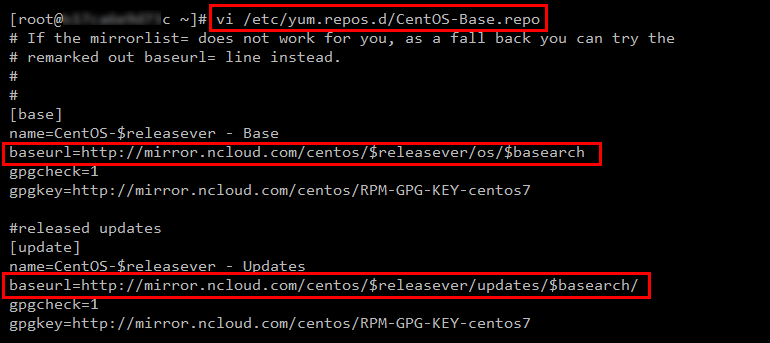 [root@ c ~]# vi /etc/yum.repos.d/CentOS-Base.repo
# If the mirrorlist= does not work for you, as a fall back you can try the
# remarked out baseurl= line instead.
#
#
[base]
name=CentOS-$releasever - Base
baseurl=http://mirror.ncloud.com/centos/$releasever/os/$basearch
gpgcheck=1
gpgkey=http://mirror.ncloud.com/centos/RPM-GPG-KEY-centos7
#released updates
[update]
name=CentOS-$releasever - Updates
baseurl=http://mirror.ncloud.com/centos/$releasever/updates/$basearch/
gpgcheck=1
gpgkey=http://mirror.ncloud.com/centos/RPM-GPG-KEY-centos7